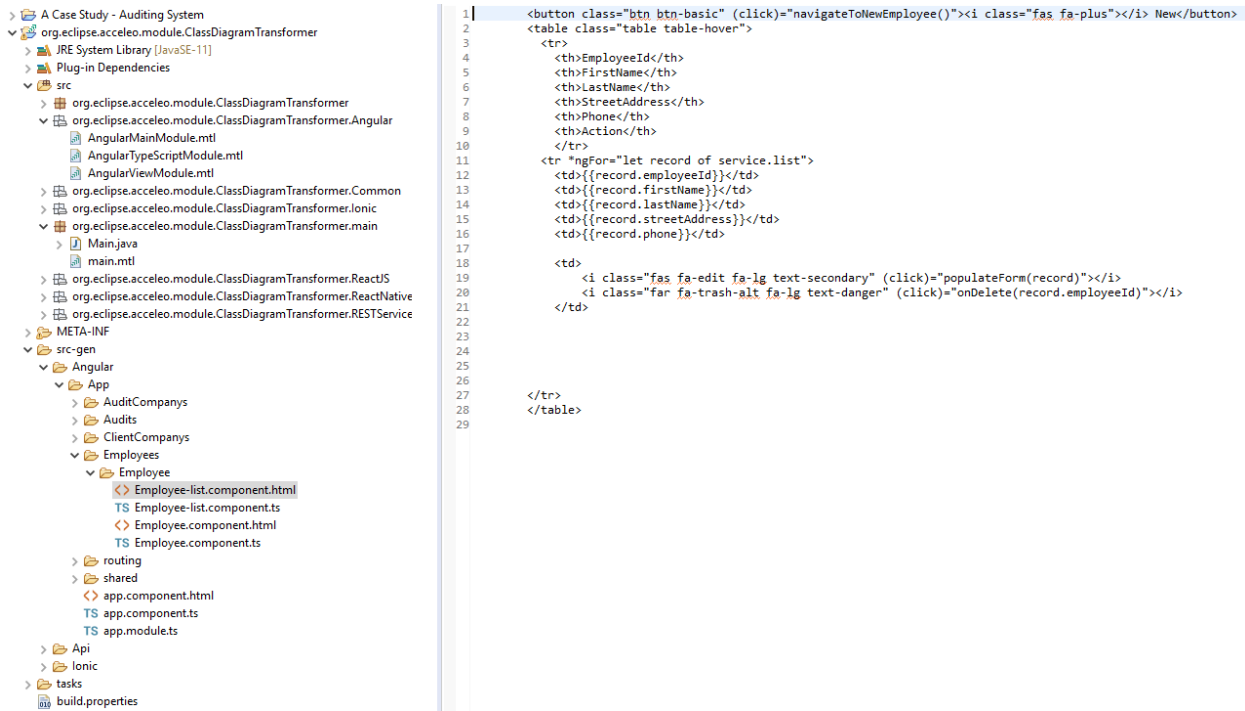 A Case Study - Auditing System
org.eclipse.acceleo.module.ClassDiagramTransformer
JRE System Library [JavaSE-11]
Plug-in Dependencies
src
org.eclipse.acceleo.module.ClassDiagramTransformer
org.eclipse.acceleo.module.ClassDiagramTransformer.Angular
AngularMainModule.mtl
AngularTypeScriptModule.mtl
AngularViewModule.mtl
org.eclipse.acceleo.module.ClassDiagramTransformer.Common
org.eclipse.acceleo.module.ClassDiagramTransformer.Ionic
org.eclipse.acceleo.module.ClassDiagramTransformer.main
Main.java
main.mtl
org.eclipse.acceleo.module.ClassDiagramTransformer.ReactJS
org.eclipse.acceleo.module.ClassDiagramTransformer.ReactNative
org.eclipse.acceleo.module.ClassDiagramTransformer.RESTService
META-INF
src-gen
Angular
App
AuditCompanys
Audits
ClientCompanys
Employees
Employee
Employee-list.component.html
TS Employee-list.component.ts
Employee.component.html
TS Employee.component.ts
routing
shared
app.component.html
TS app.component.ts
TS app.module.ts
Api
Ionic
tasks
010 build.properties
1 <button class="btn btn-basic" (click)="navigateToNewEmployee()"><i class="fas fa-plus"></i> New</button>
2 <table class="table table-hover">
3 <tr>
4 <th>EmployeeId</th>
5 <th>FirstName</th>
6 <th>LastName</th>
7 <th>StreetAddress</th>
8 <th>Phone</th>
9 <th>Action</th>
10 </tr>
11 <tr *ngFor="let record of service.list">
12 <td>{{record.employeeId}}</td>
13 <td>{{record.firstName}}</td>
14 <td>{{record.lastName}}</td>
15 <td>{{record.streetAddress}}</td>
16 <td>{{record.phone}}</td>
17
18 <td>
19 <i class="fas fa-edit fa-lg text-secondary" (click)="populateForm(record)"></i>
20 <i class="far fa-trash-alt fa-lg text-danger" (click)="onDelete(record.employeeId)"></i>
21 </td>
22
23
24
25
26
27 </tr>
28 </table>
29